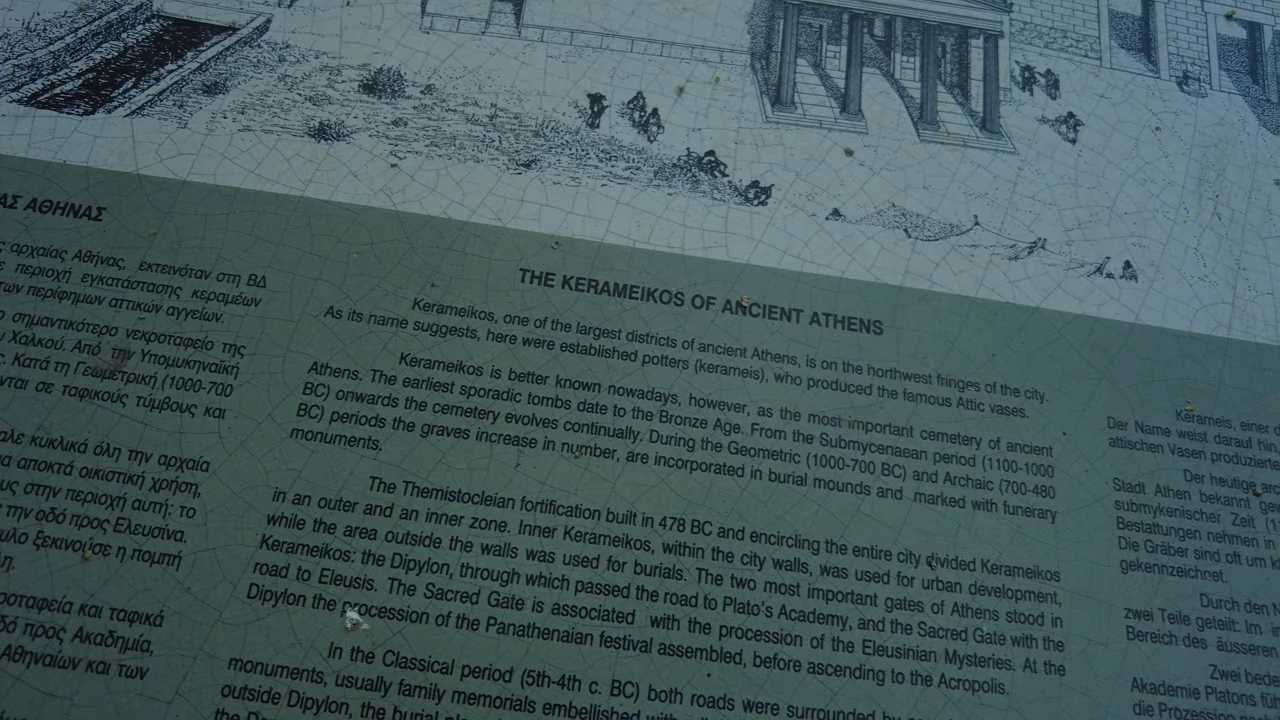 ΑΣ ΑΘΗΝΑΣ
ς αρχαίας Αθήνας, εκτεινόταν στη ΒΔ
ε περιοχή εγκατάστασης κεραμέων
των περίφημων αττικών αγγείων.
ο σημαντικότερο νεκροταφείο της
υ Χαλκού. Από την Υπομυκηναϊκή
ς. Κατά τη Γεωμετρική (1000-700
νται σε ταφικούς τύμβους και
αλε κυκλικά όλη την αρχαία
α αποκτά οικιστική χρήση,
υς στην περιοχή αυτή: το
ε την οδό προς Ελευσίνα.
υλο ξεκινούσε η πομπή
λη.
ροταφεία και ταφικά
δό προς Ακαδημία,
Αθηναίων και των
THE KERAMEIKOS OF ANCIENT ATHENS
Kerameikos, one of the largest districts of ancient Athens, is on the horthwest fringes of the city.
As its name suggests, here were established potters (kerameis), who produced the famous Attic vases.
Kerameikos is better known nowadays, however, as the most important cemetery of ancient
Athens. The earliest sporadic tombs date to the Bronze Age. From the Submycenaean period (1100-1000
BC) onwards the cemetery evolves continually. During the Geometric (1000-700 BC) and Archaic (700-480
BC) periods the graves increase in number, are incorporated in burial mounds and marked with funerary
monuments.
The Themistocleian fortification built in 478 BC and encircling the entire city divided Kerameikos
in an outer and an inner zone. Inner Kerameikos, within the city walls, was used for urban development,
while the area outside the walls was used for burials. The two most important gates of Athens stood in
Kerameikos: the Dipylon, through which passed the road to Plato's Academy, and the Sacred Gate with the
road to Eleusis. The Sacred Gate is associated with the procession of the Eleusinian Mysteries. At the
Dipylon the procession of the Panathenaian festival assembled, before ascending to the Acropolis.
In the Classical period (5th-4th c. BC) both roads were surrounded by
monuments, usually family memorials embellished with
outside Dipylon, the burial
Kerameis, einer d
Der Name weist darauf hin,
attischen Vasen produzierte
Der heutige arc
Stadt Athen bekannt gew
submykenischer Zeit (1
Bestattungen nehmen in
Die Gräber sind oft um k
gekennzeichnet.
Durch den M
zwei Teile geteilt: Im in
Bereich des äusseren
Zwei bede
Akademie Platons fü
die Prozession